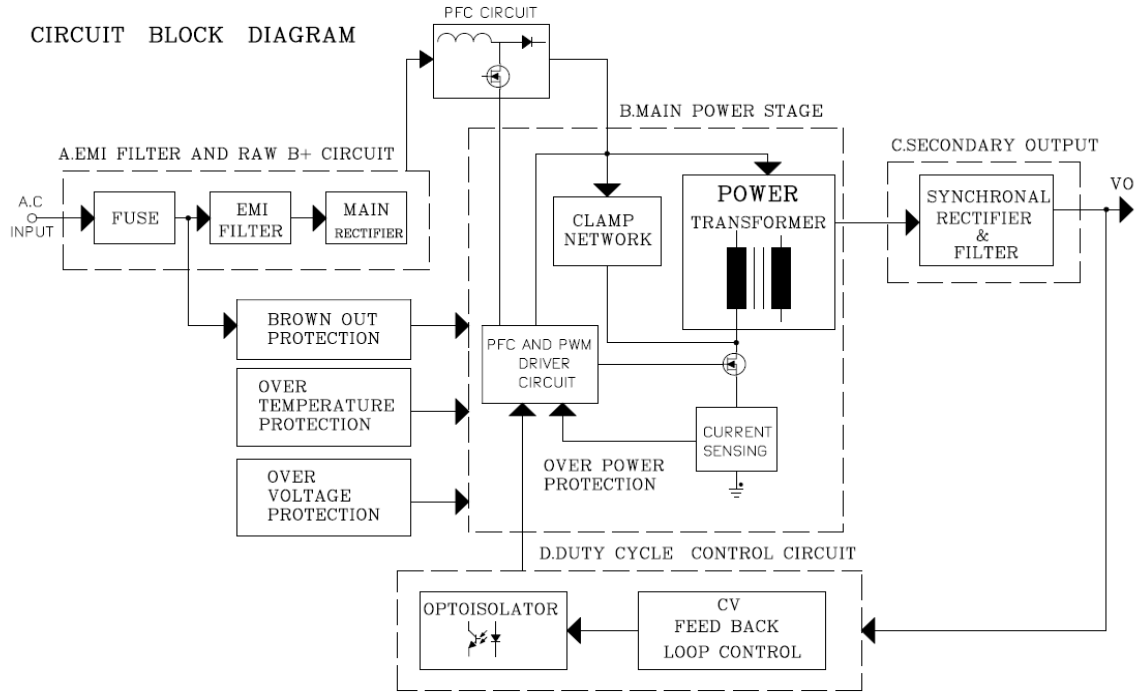 PFC CIRCUIT
CIRCUIT BLOCK DIAGRAM
B.MAIN POWER STAGE
A.EMI FILTER AND RAW B+ CIRCUIT
C.SECONDARY OUTPUT
A.C
INPUT
FUSE
EMI
FILTER
MAIN
RECTIFIER
CLAMP
NETWORK
POWER
TRANSFORMER
SYNCHRONAL
RECTIFIER
&
FILTER
VO
BROWN OUT
PROTECTION
PFC AND PWM
DRIVER
CIRCUIT
OVER
TEMPERATURE
PROTECTION
CURRENT
SENSING
OVER POWER
PROTECTION
OVER
VOLTAGE
PROTECTION
D.DUTY CYCLE CONTROL CIRCUIT
OPTOISOLATOR
CV
FEED BACK
LOOP CONTROL